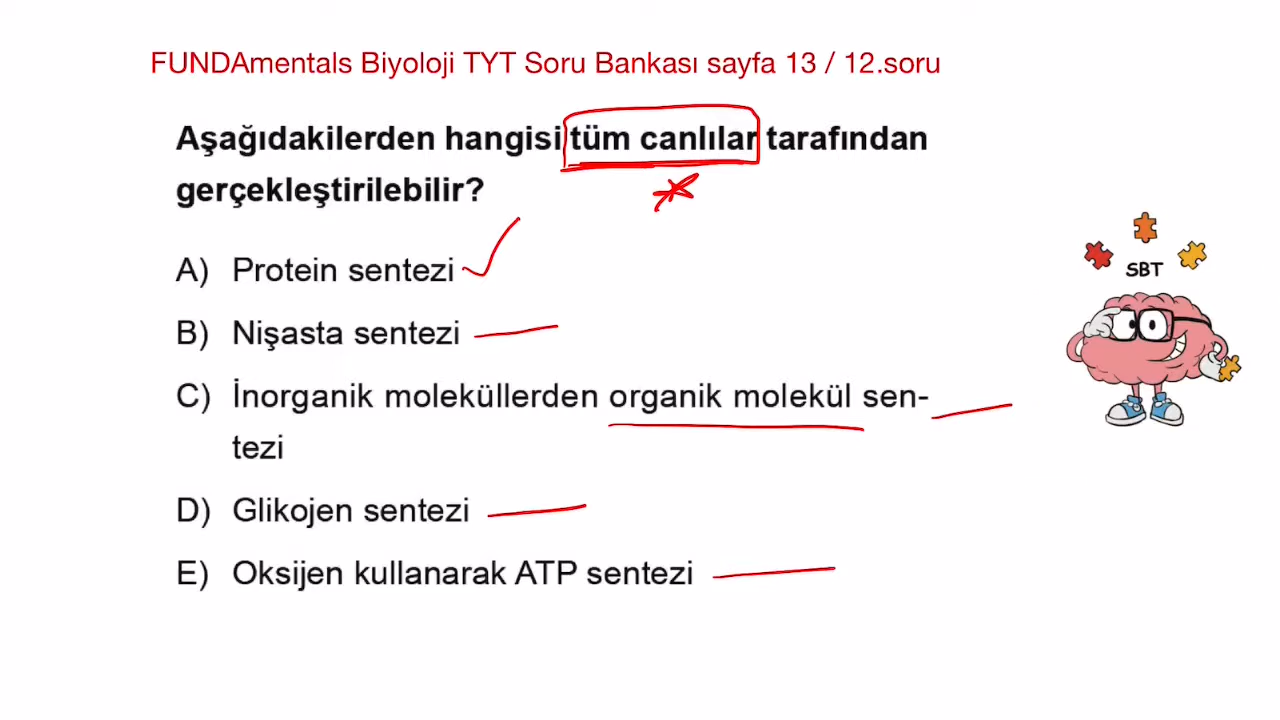 FUNDAmentals Biyoloji TYT Soru Bankası sayfa 13 / 12.soru
Aşağıdakilerden hangisi tüm canlılar tarafından
gerçekleştirilebilir?
A) Protein sentezi
B) Nişasta sentezi
C) İnorganik moleküllerden organik molekül sen-
tezi
D) Glikojen sentezi
E) Oksijen kullanarak ATP sentezi
SBT